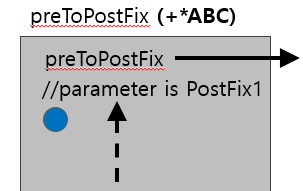 preToPostFix (+*ABC)
preToPostFix
//parameter is PostFix1